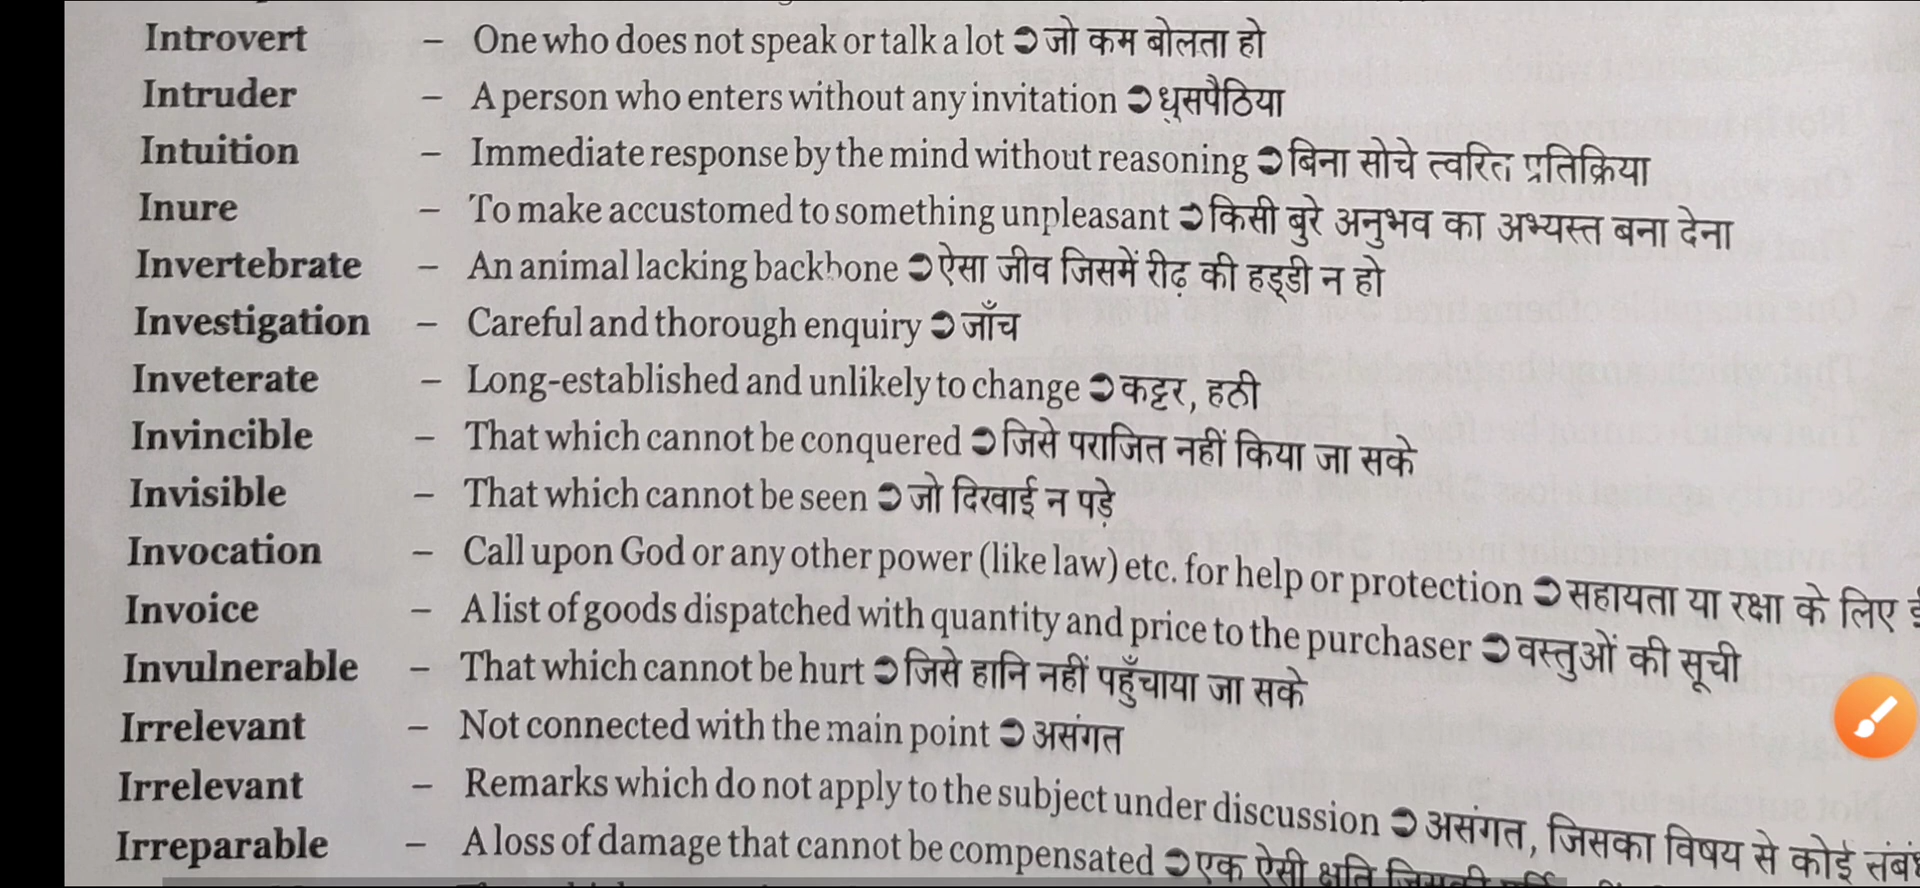 Introvert – One who does not speak or talk a lot ➲ जो कम बोलता हो
Intruder – A person who enters without any invitation ➲ घुसपैठिया
Intuition – Immediate response by the mind without reasoning ➲ बिना सोचे त्वरित प्रतिक्रिया
Inure – To make accustomed to something unpleasant ➲ किसी बुरे अनुभव का अभ्यस्त बना देना
Invertebrate – An animal lacking backbone ➲ ऐसा जीव जिसमें रीढ़ की हड्डी न हो
Investigation – Careful and thorough enquiry ➲ जाँच
Inveterate – Long-established and unlikely to change ➲ कट्टर, हठी
Invincible – That which cannot be conquered ➲ जिसे पराजित नहीं किया जा सके
Invisible – That which cannot be seen ➲ जो दिखाई न पड़े
Invocation – Call upon God or any other power (like law) etc. for help or protection ➲ सहायता या रक्षा के लिए
Invoice – A list of goods dispatched with quantity and price to the purchaser ➲ वस्तुओं की सूची
Invulnerable – That which cannot be hurt ➲ जिसे हानि नहीं पहुँचाया जा सके
Irrelevant – Not connected with the main point ➲ असंगत
Irrelevant – Remarks which do not apply to the subject under discussion ➲ असंगत, जिसका विषय से कोई
Irreparable – A loss of damage that cannot be compensated ➲ एक ऐसी क्षति जिसकी